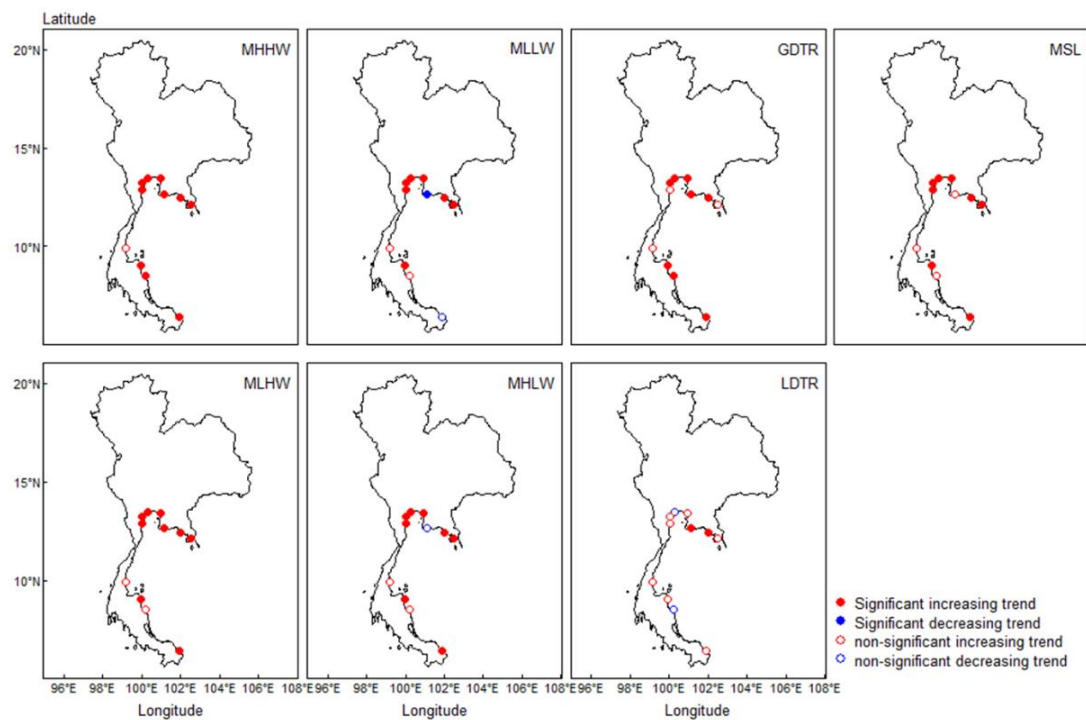 Latitude
MHHW MLLW GDTR MSL
20°N
15°N
10°N
MLHW MHLW LDTR
20°N
15°N
10°N
Significant increasing trend
Significant decreasing trend
non-significant increasing trend
non-significant decreasing trend
96°E 98°E 100°E 102°E 104°E 106°E 108°E 96°E 98°E 100°E 102°E 104°E 106°E 108°E 96°E 98°E 100°E 102°E 104°E 106°E 108°E
Longitude Longitude Longitude